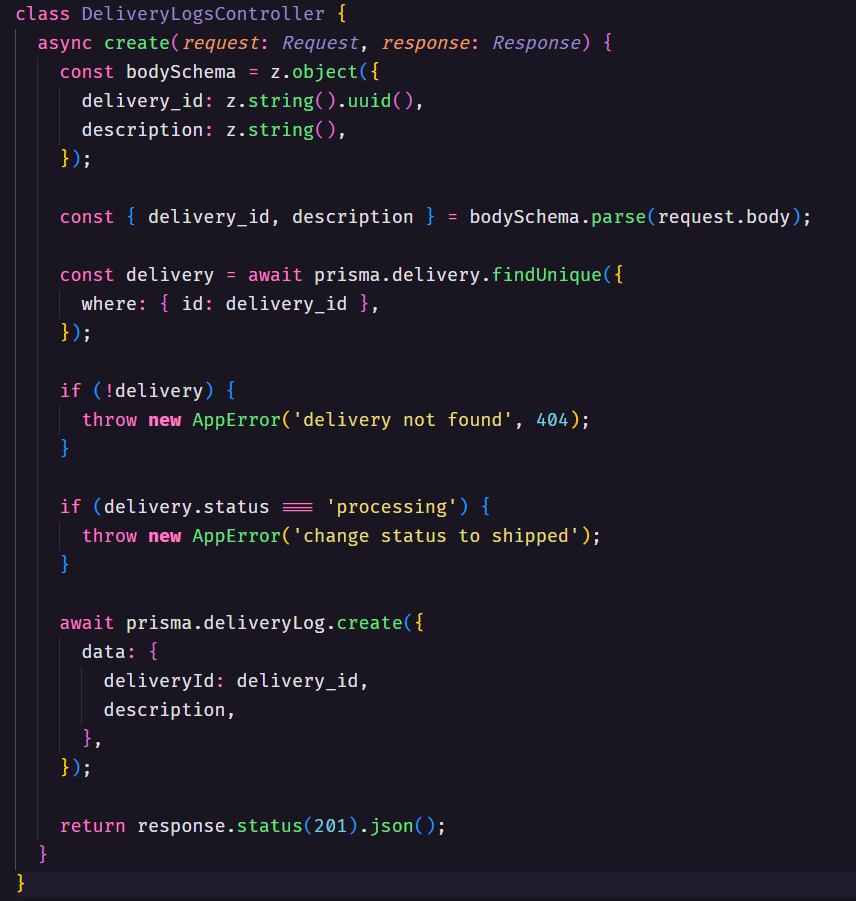 class DeliveryLogsController {
  async create(request: Request, response: Response) {
    const bodySchema = z.object({
      delivery_id: z.string().uuid(),
      description: z.string(),
    });

    const { delivery_id, description } = bodySchema.parse(request.body);

    const delivery = await prisma.delivery.findUnique({
      where: { id: delivery_id },
    });

    if (!delivery) {
      throw new AppError('delivery not found', 404);
    }

    if (delivery.status === 'processing') {
      throw new AppError('change status to shipped');
    }

    await prisma.deliveryLog.create({
      data: {
        deliveryId: delivery_id,
        description,
      },
    });

    return response.status(201).json();
  }
}